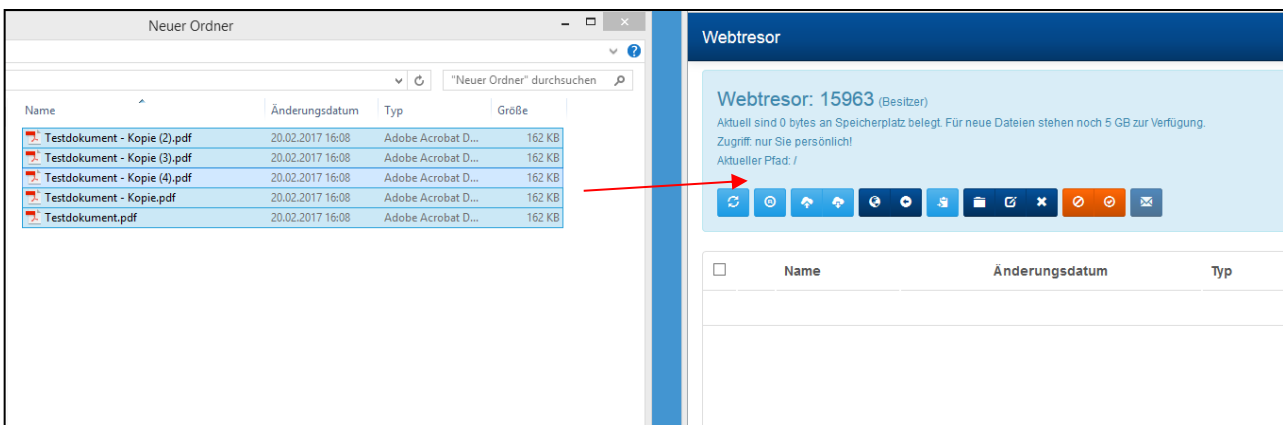 Neuer Ordner
"Neuer Ordner" durchsuchen
Name Änderungsdatum Typ Größe
Testdokument - Kopie (2).pdf 20.02.2017 16:08 Adobe Acrobat D... 162 KB
Testdokument - Kopie (3).pdf 20.02.2017 16:08 Adobe Acrobat D... 162 KB
Testdokument - Kopie (4).pdf 20.02.2017 16:08 Adobe Acrobat D... 162 KB
Testdokument - Kopie.pdf 20.02.2017 16:08 Adobe Acrobat D... 162 KB
Testdokument.pdf 20.02.2017 16:08 Adobe Acrobat D... 162 KB
Webtresor
Webtresor: 15963 (Besitzer)
Aktuell sind 0 bytes an Speicherplatz belegt. Für neue Dateien stehen noch 5 GB zur Verfügung.
Zugriff: nur Sie persönlich!
Aktueller Pfad: /
Name Änderungsdatum Typ